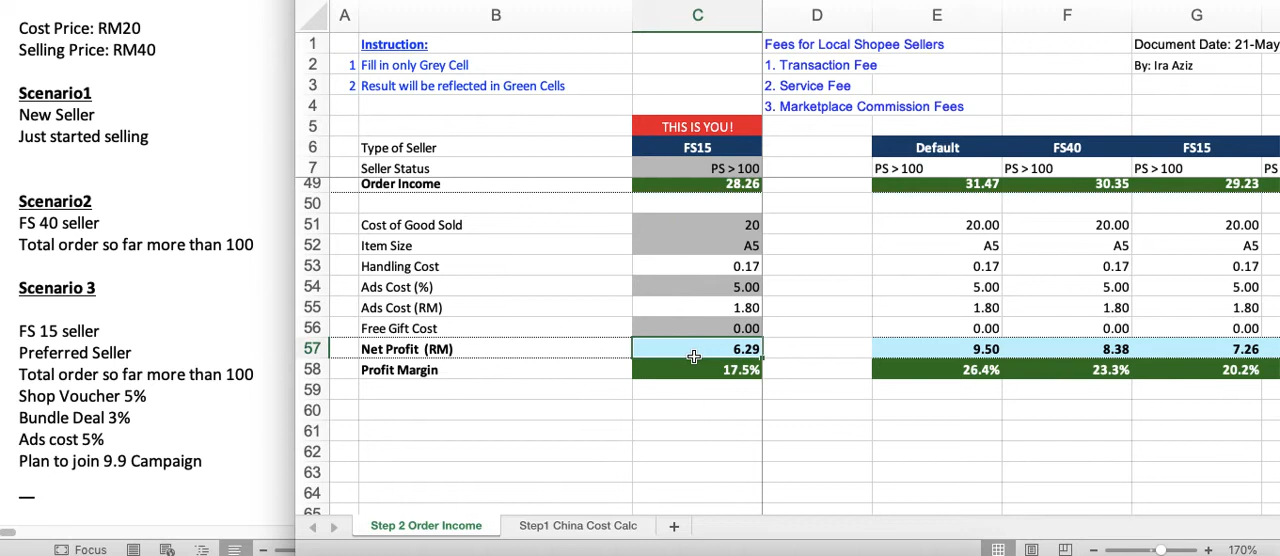 Cost Price: RM20
Selling Price: RM40
Scenario1
New Seller
Just started selling
Scenario2
FS 40 seller
Total order so far more than 100
Scenario 3
FS 15 seller
Preferred Seller
Total order so far more than 100
Shop Voucher 5%
Bundle Deal 3%
Ads cost 5%
Plan to join 9.9 Campaign
—
Focus
A B C D E F G
1 Instruction: Fees for Local Shopee Sellers Document Date: 21-May
2 1 Fill in only Grey Cell 1. Transaction Fee By: Ira Aziz
3 2 Result will be reflected in Green Cells 2. Service Fee
4 3. Marketplace Commission Fees
5 THIS IS YOU!
6 Type of Seller FS15 Default FS40 FS15
7 Seller Status PS > 100 PS > 100 PS > 100 PS > 100 PS
49 Order Income 28.26 31.47 30.35 29.23
50
51 Cost of Good Sold 20 20.00 20.00 20.00
52 Item Size A5 A5 A5 A5
53 Handling Cost 0.17 0.17 0.17 0.17
54 Ads Cost (%) 5.00 5.00 5.00 5.00
55 Ads Cost (RM) 1.80 1.80 1.80 1.80
56 Free Gift Cost 0.00 0.00 0.00 0.00
57 Net Profit (RM) 6.29 9.50 8.38 7.26
58 Profit Margin 17.5% 26.4% 23.3% 20.2%
59
60
61
62
63
64
65
Step 2 Order Income Step1 China Cost Calc +
170%